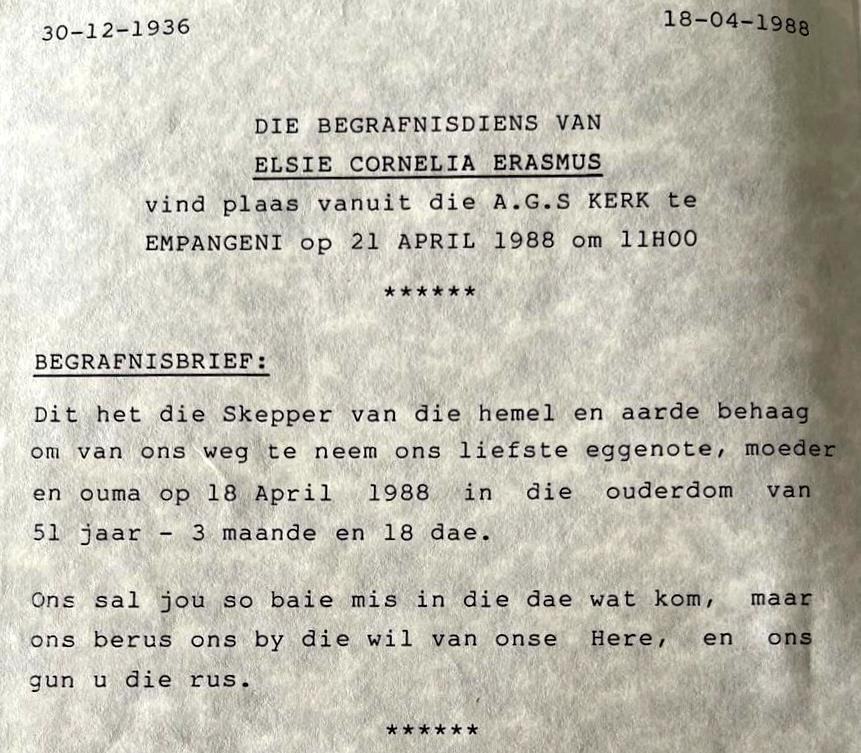 30-12-1936 18-04-1988
DIE BEGRAFNISDIENS VAN
ELSIE CORNELIA ERASMUS
vind plaas vanuit die A.G.S KERK te
EMPANGENI op 21 APRIL 1988 om 11H00
******
BEGRAFNISBRIEF:
Dit het die Skepper van die hemel en aarde behaag
om van ons weg te neem ons liefste eggenote, moeder
en ouma op 18 April 1988 in die ouderdom van
51 jaar - 3 maande en 18 dae.
Ons sal jou so baie mis in die dae wat kom, maar
ons berus ons by die wil van onse Here, en ons
gun u die rus.
******